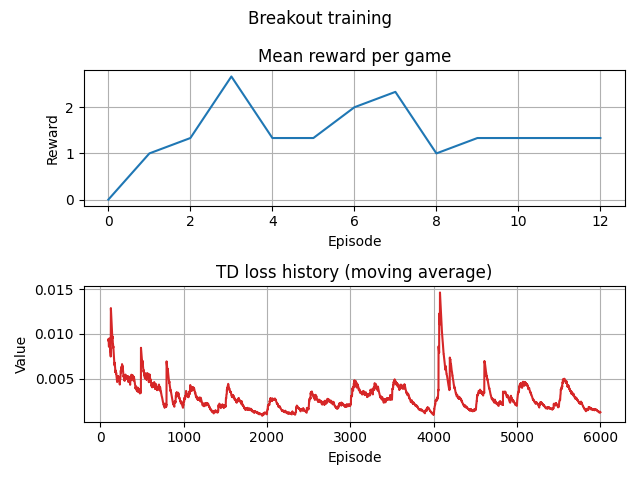 Breakout training
Mean reward per game
2
1
0
Reward
0 2 4 6 8 10 12
Episode
TD loss history (moving average)
0.015
0.010
0.005
Value
0 1000 2000 3000 4000 5000 6000
Episode